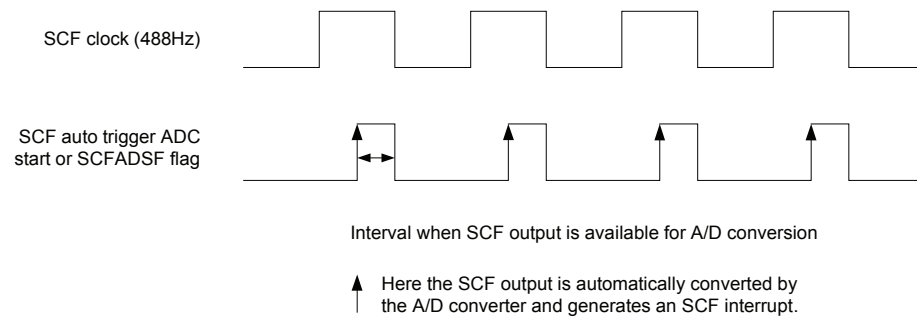 SCF clock (488Hz)
SCF auto trigger ADC
start or SCFADSF flag
Interval when SCF output is available for A/D conversion
Here the SCF output is automatically converted by
the A/D converter and generates an SCF interrupt.